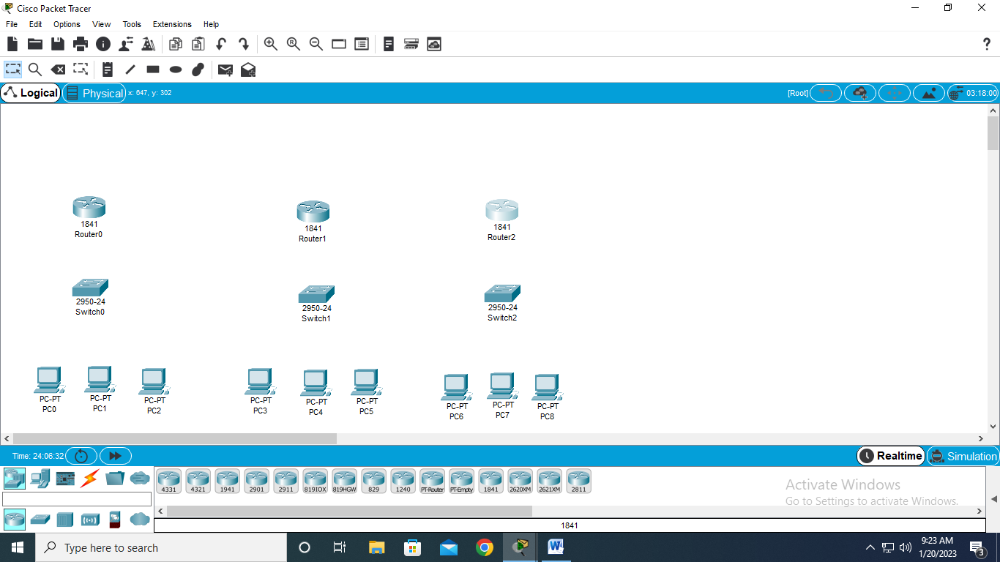 Cisco Packet Tracer
File Edit Options View Tools Extensions Help
R
?
Logical Physical x: 647, y: 302 [Root] 03:18:00
1841
Router0
1841
Router1
1841
Router2
2950-24
Switch0
2950-24
Switch1
2950-24
Switch2
PC-PT
PC0
PC-PT
PC1
PC-PT
PC2
PC-PT
PC3
PC-PT
PC4
PC-PT
PC5
PC-PT
PC6
PC-PT
PC7
PC-PT
PC8
Time: 24:06:32 Realtime Simulation
4331 4321 1941 2901 2911 819IOX 819HGW 829 1240 PT-Router PT-Empty 1841 2620XM 2621XM 2811
Activate Windows
Go to Settings to activate Windows.
1841
Type here to search
W
9:23 AM
1/20/2023
3